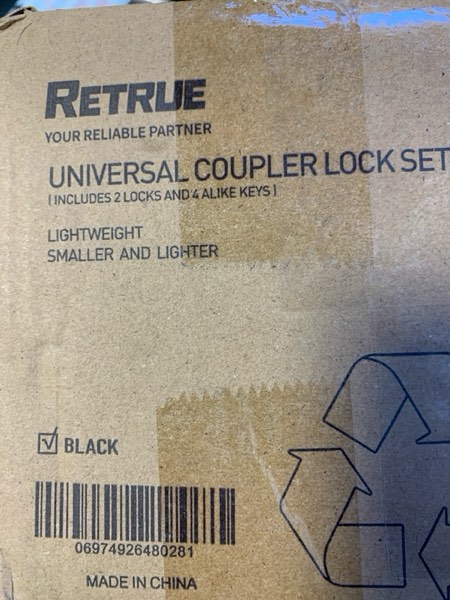 RETRUE
YOUR RELIABLE PARTNER
UNIVERSAL COUPLER LOCK SET
( INCLUDES 2 LOCKS AND 4 ALIKE KEYS )
LIGHTWEIGHT
SMALLER AND LIGHTER
BLACK
06974926480281
MADE IN CHINA